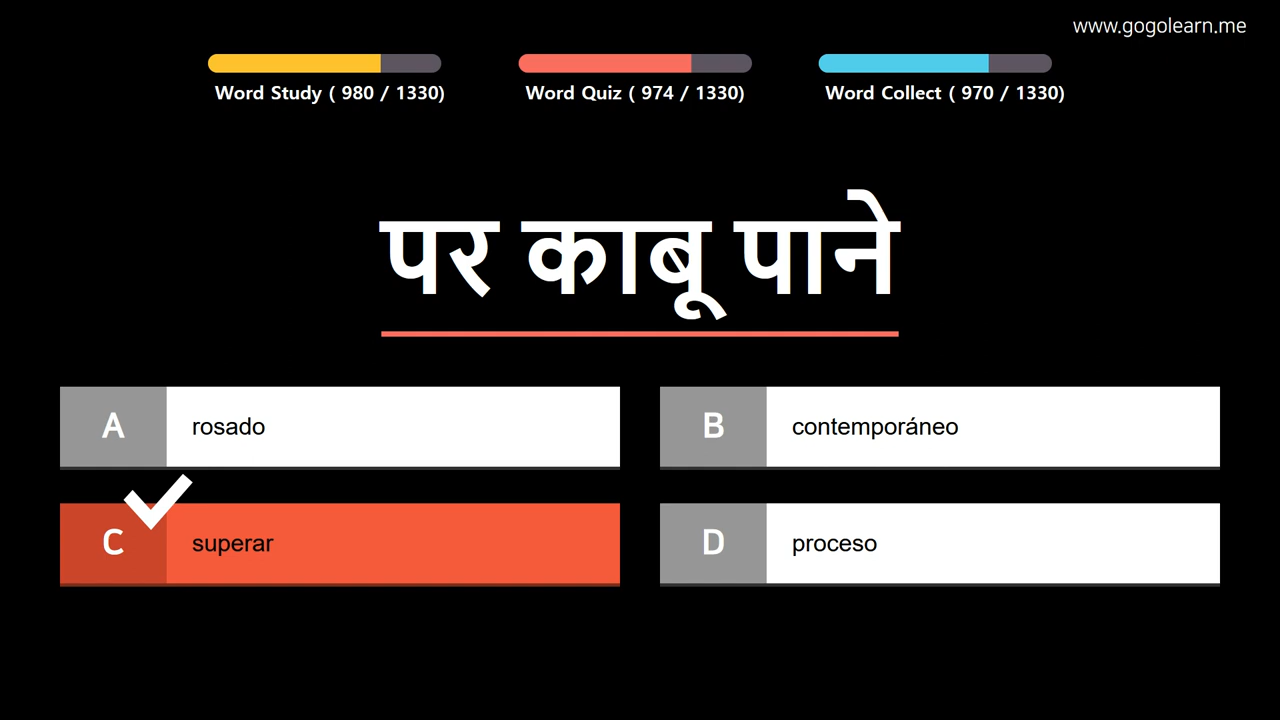 www.gogolearn.me
Word Study ( 980 / 1330)
Word Quiz ( 974 / 1330)
Word Collect ( 970 / 1330)
पर काबू पाने
A
rosado
B
contemporáneo
C
superar
D
proceso